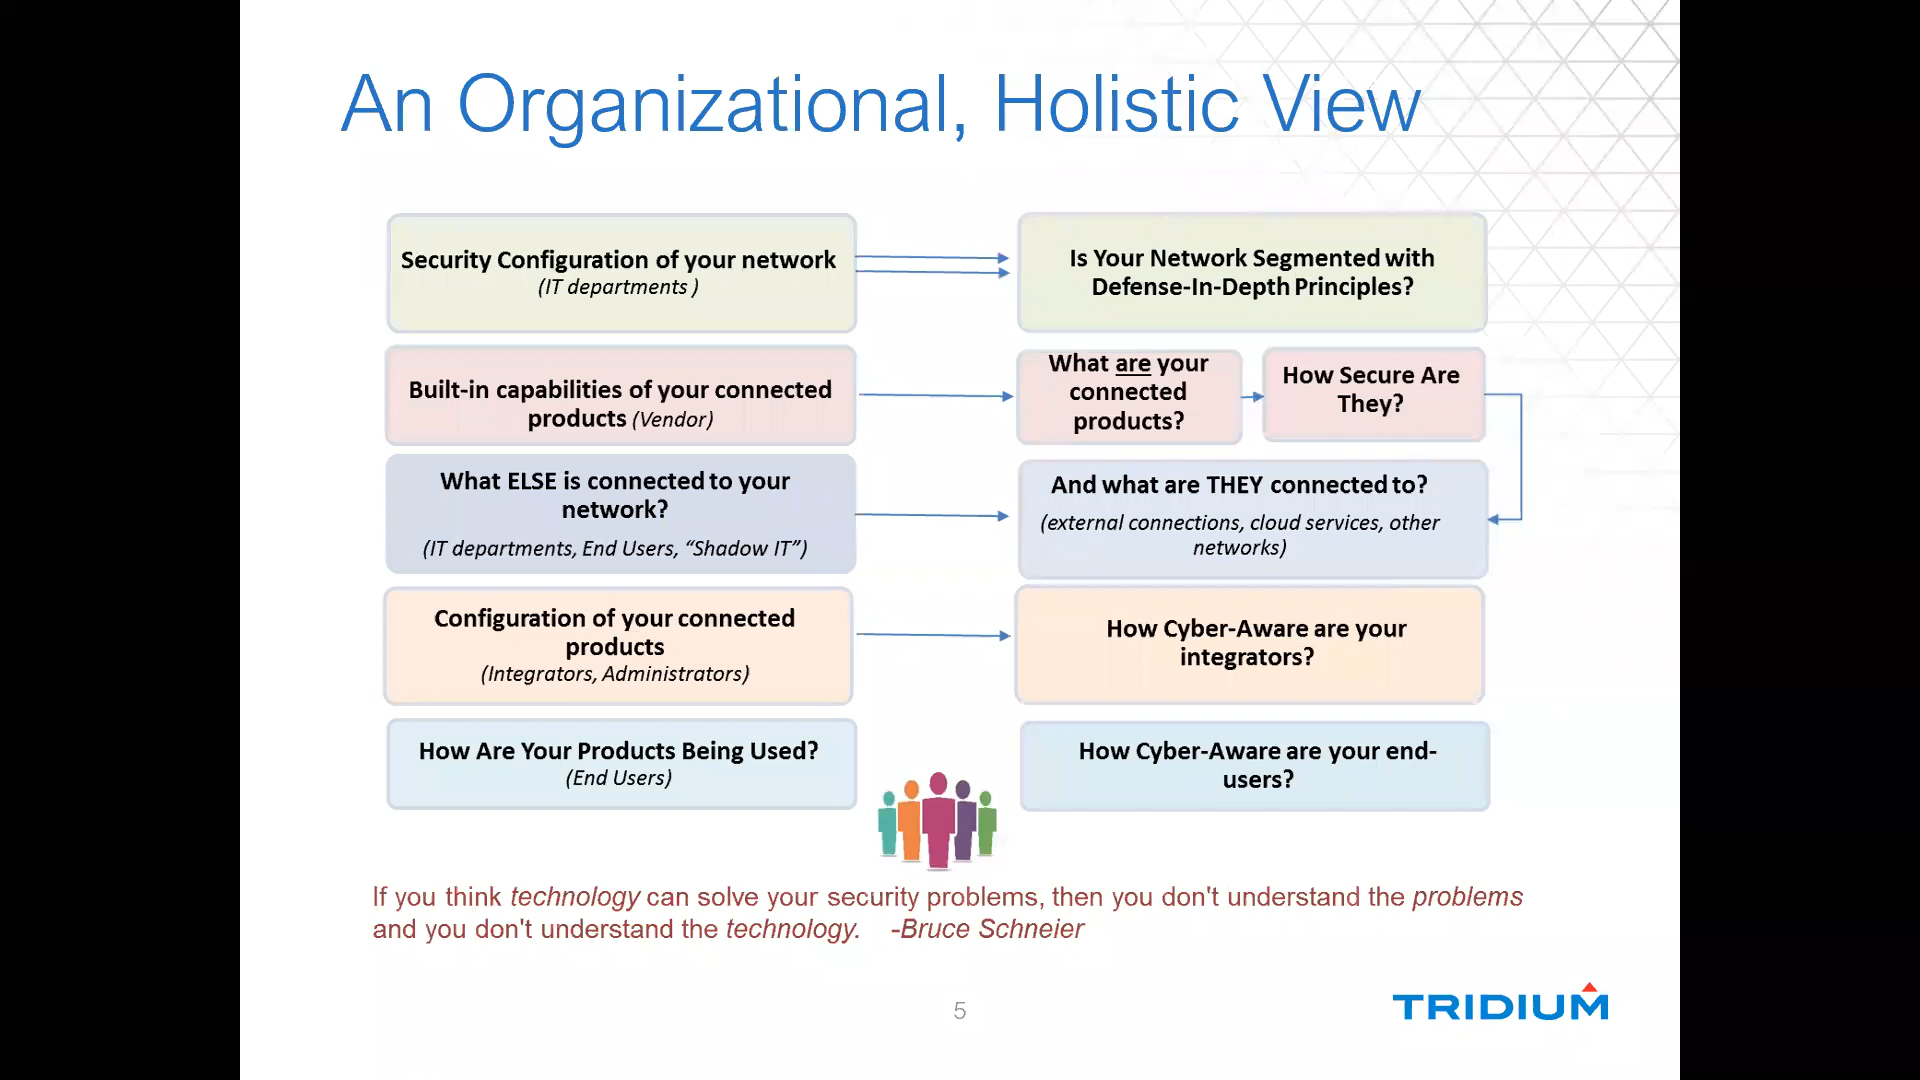 An Organizational, Holistic View
Security Configuration of your network
(IT departments )
Is Your Network Segmented with
Defense-In-Depth Principles?
Built-in capabilities of your connected
products (Vendor)
What are your
connected
products?
How Secure Are
They?
What ELSE is connected to your
network?
(IT departments, End Users, “Shadow IT”)
And what are THEY connected to?
(external connections, cloud services, other
networks)
Configuration of your connected
products
(Integrators, Administrators)
How Cyber-Aware are your
integrators?
How Are Your Products Being Used?
(End Users)
How Cyber-Aware are your end-
users?
If you think technology can solve your security problems, then you don't understand the problems
and you don't understand the technology. -Bruce Schneier
5
TRIDIUM